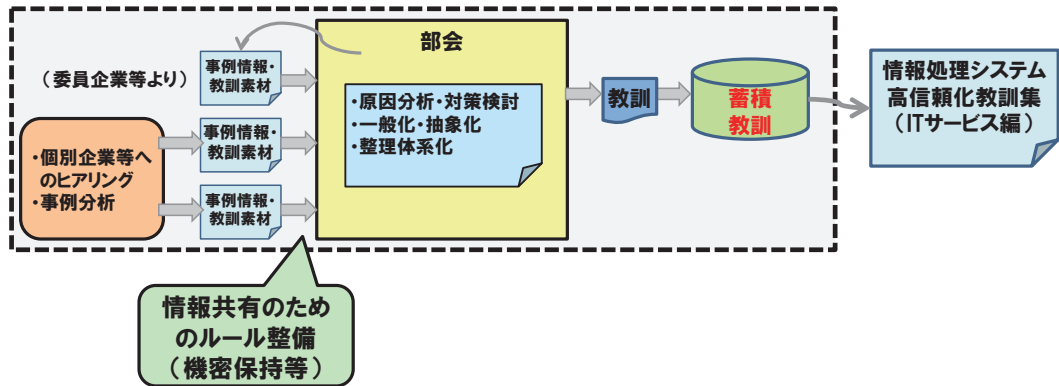 部会
（委員企業等より）
事例情報・
教訓素材
・個別企業等へ
のヒアリング
・事例分析
事例情報・
教訓素材
事例情報・
教訓素材
・原因分析・対策検討
・一般化・抽象化
・整理体系化
教訓
蓄積
教訓
情報処理システム
高信頼化教訓集
（ITサービス編）
情報共有のため
のルール整備
（機密保持等）